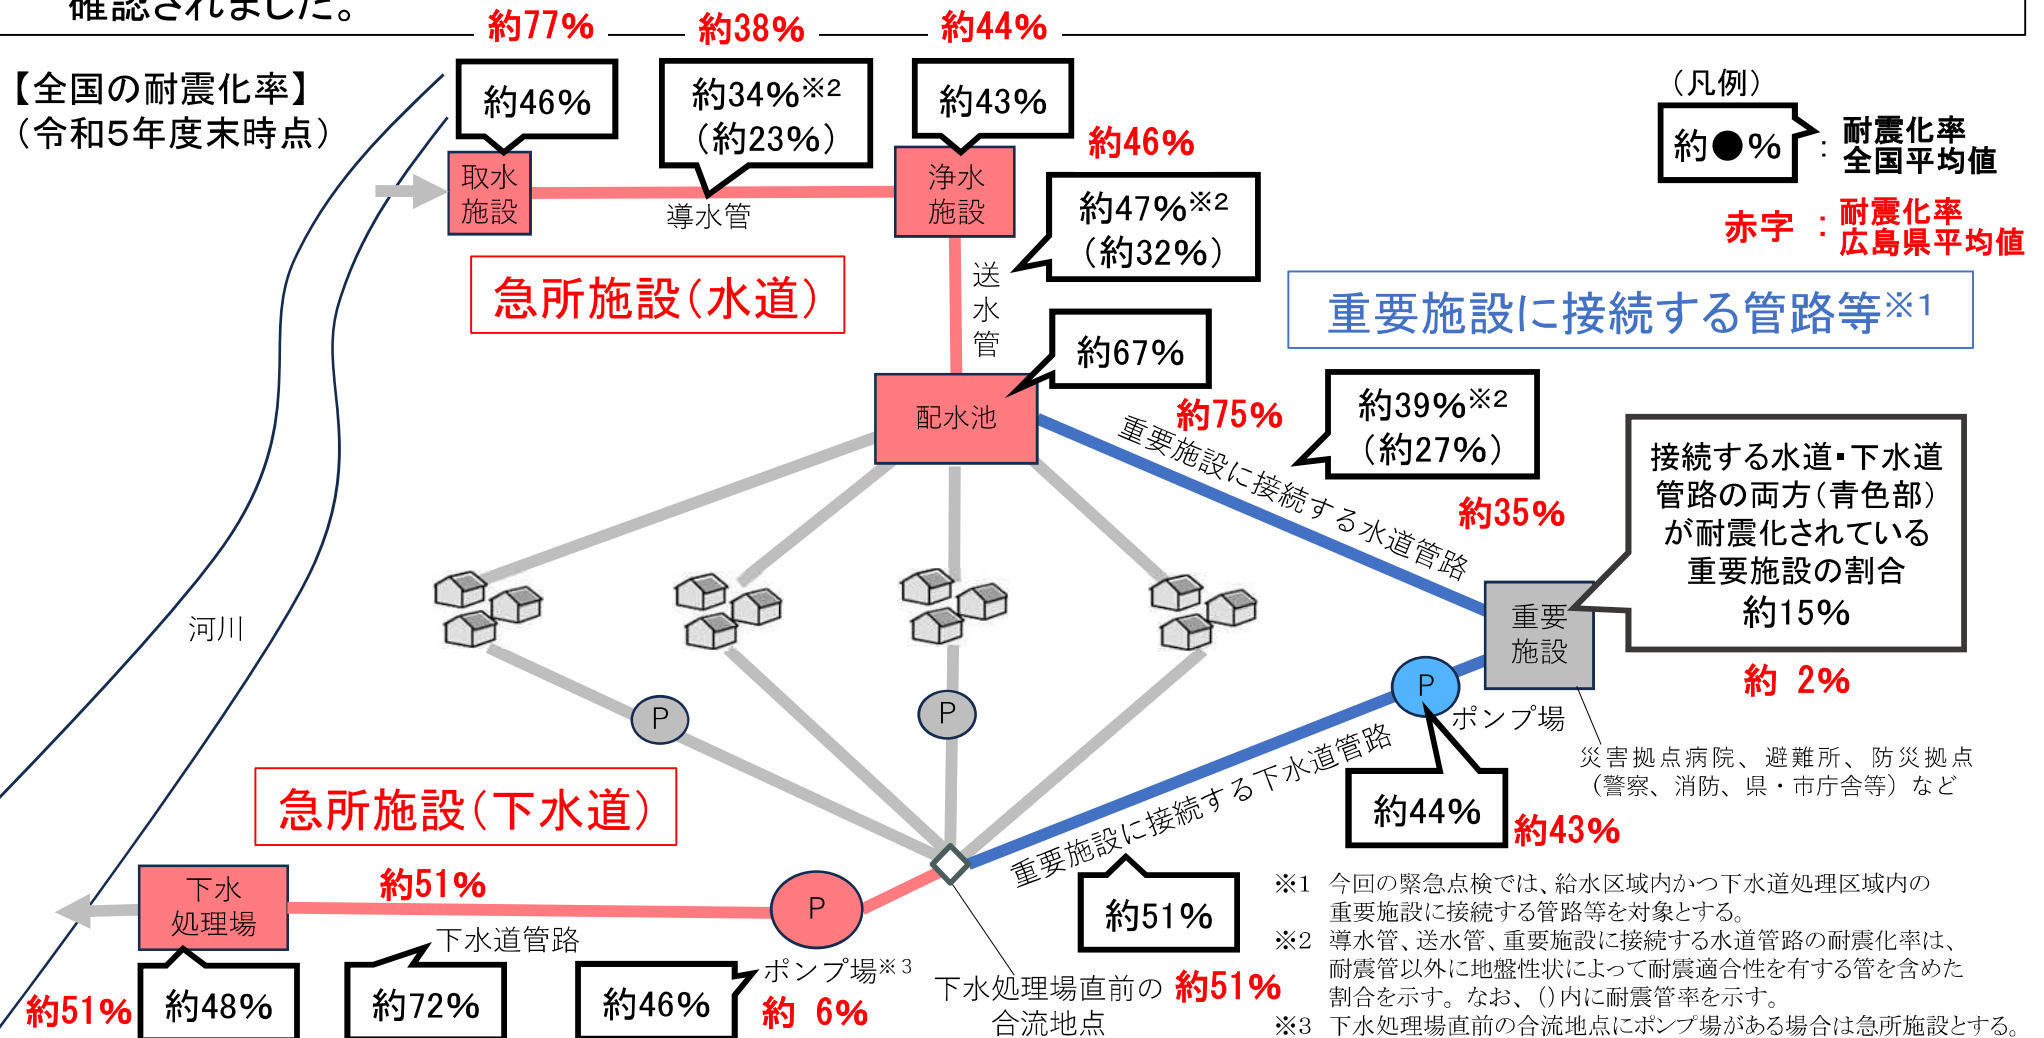 確認されました。
約77%
約38%
約44%
【全国の耐震化率】
（令和5年度末時点）
約46%
約34%※2
（約23%）
約43%
（凡例）
約●%
：
耐震化率
全国平均値
赤字
：
耐震化率
広島県平均値
取水
施設
導水管
浄水
施設
約46%
約47%※2
（約32%）
急所施設（水道）
送
水
管
重要施設に接続する管路等※1
約67%
配水池
約75%
約39%※2
（約27%）
重要施設に接続する水道管路
約35%
接続する水道・下水道
管路の両方（青色部）
が耐震化されている
重要施設の割合
約15%
約 2%
河川
重要
施設
P
P
P
ポンプ場
災害拠点病院、避難所、防災拠点
（警察、消防、県・市庁舎等）など
約44%
約43%
急所施設（下水道）
重要施設に接続する下水道管路
下水
処理場
約51%
下水道管路
P
ポンプ場※3
約51%
約48%
約72%
約46%
約 6%
約51%
下水処理場直前の
合流地点
約51%
※1 今回の緊急点検では、給水区域内かつ下水道処理区域内の
重要施設に接続する管路等を対象とする。
※2 導水管、送水管、重要施設に接続する水道管路の耐震化率は、
耐震管以外に地盤性状によって耐震適合性を有する管を含めた
割合を示す。なお、（）内に耐震管率を示す。
※3 下水処理場直前の合流地点にポンプ場がある場合は急所施設とする。